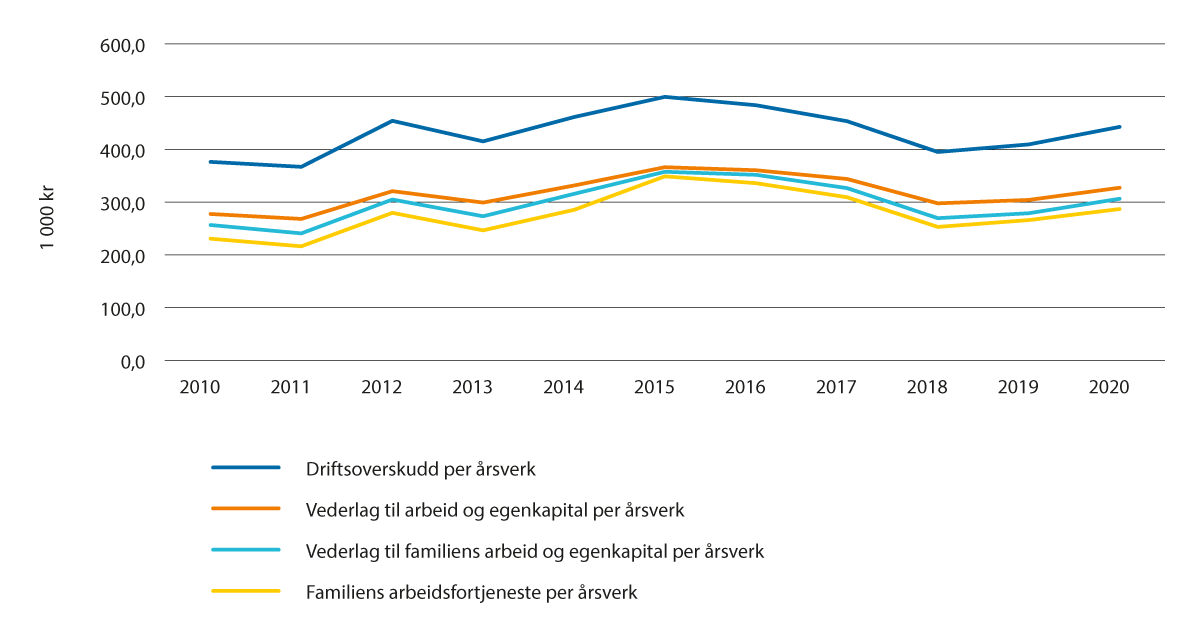 600,0
500,0
400,0
300,0
200,0
100,0
0,0
1 000 kr
2010 2011 2012 2013 2014 2015 2016 2017 2018 2019 2020
Driftsoverskudd per årsverk
Vederlag til arbeid og egenkapital per årsverk
Vederlag til familiens arbeid og egenkapital per årsverk
Familiens arbeidsfortjeneste per årsverk